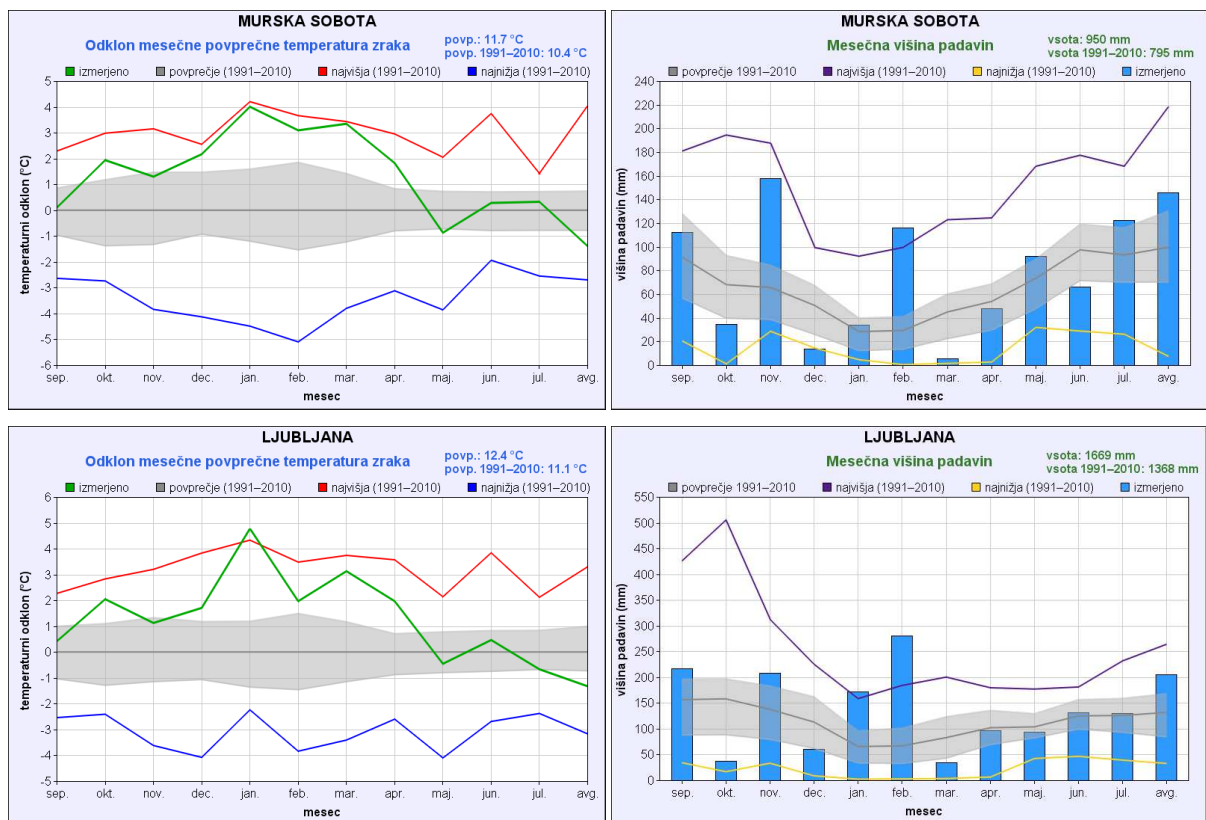 MURSKA SOBOTA
Odklon mesečne povprečne temperatura zraka
povp.: 11.7 °C
povp. 1991–2010: 10.4 °C
izmerjeno povprečje (1991–2010) najvišja (1991–2010) najnižja (1991–2010)
temperaturni odklon (°C)
5
4
3
2
1
0
-1
-2
-3
-4
-5
-6
sep. okt. nov. dec. jan. feb. mar. apr. maj. jun. jul. avg.
mesec
MURSKA SOBOTA
Mesečna višina padavin
vsota: 950 mm
vsota 1991–2010: 795 mm
povprečje 1991–2010 najvišja (1991–2010) najnižja (1991–2010) izmerjeno
višina padavin (mm)
240
220
200
180
160
140
120
100
80
60
40
20
0
sep. okt. nov. dec. jan. feb. mar. apr. maj. jun. jul. avg.
mesec
LJUBLJANA
Odklon mesečne povprečne temperatura zraka
povp.: 12.4 °C
povp. 1991–2010: 11.1 °C
izmerjeno povprečje (1991–2010) najvišja (1991–2010) najnižja (1991–2010)
temperaturni odklon (°C)
6
5
4
3
2
1
0
-1
-2
-3
-4
-5
sep. okt. nov. dec. jan. feb. mar. apr. maj. jun. jul. avg.
mesec
LJUBLJANA
Mesečna višina padavin
vsota: 1669 mm
vsota 1991–2010: 1368 mm
povprečje 1991–2010 najvišja (1991–2010) najnižja (1991–2010) izmerjeno
višina padavin (mm)
550
500
450
400
350
300
250
200
150
100
50
0
sep. okt. nov. dec. jan. feb. mar. apr. maj. jun. jul. avg.
mesec